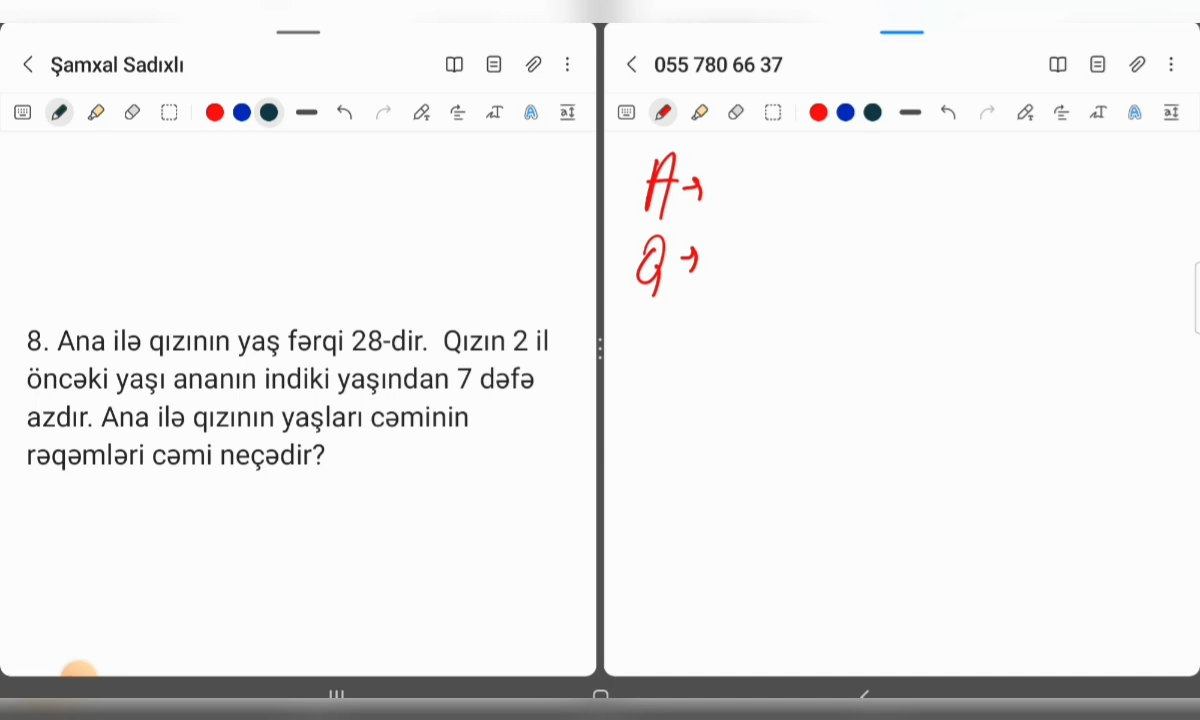 Şamxal Sadıxlı
055 780 66 37
8. Ana ilə qızının yaş fərqi 28-dir. Qızın 2 il
öncəki yaşı ananın indiki yaşından 7 dəfə
azdır. Ana ilə qızının yaşları cəminin
rəqəmləri cəmi neçədir?
A→
Q→